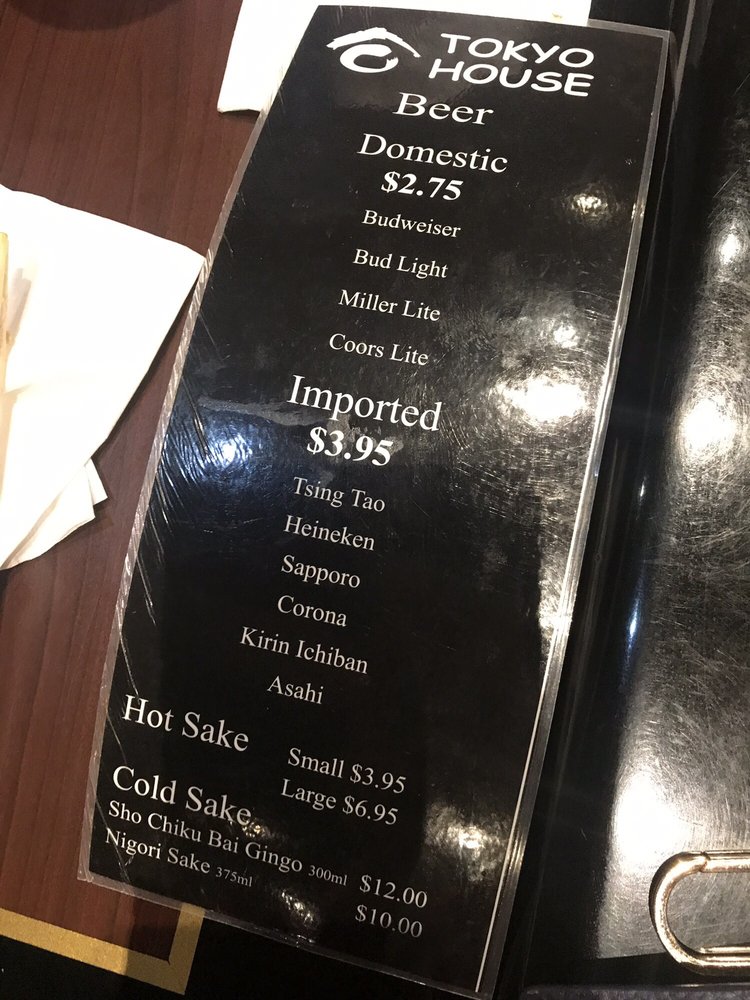 TOKYO
HOUSE
Beer
Domestic
$2.75
Budweiser
Bud Light
Miller Lite
Coors Lite
Imported
$3.95
Tsing Tao
Heineken
Sapporo
Corona
Kirin Ichiban
Asahi
Hot Sake
Small $3.95
Large $6.95
Cold Sake
Sho Chiku Bai Gingo 300ml $12.00
Nigori Sake 375ml $10.00